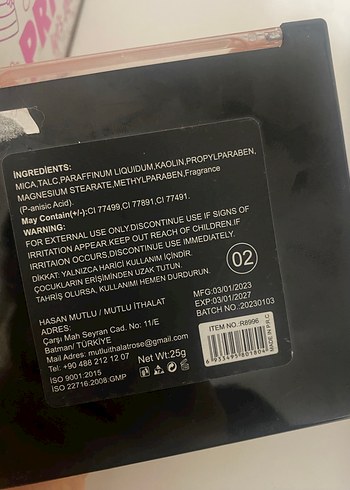 İNGREDİENTS:
MICA,TALC,PARAFFINUM LIQUIDUM,KAOLIN,PROPYLPARABEN,
MAGNESIUM STEARATE,METHYLPARABEN,Fragrance
(P-anisic Acid).
May Contain(+/-):CI 77499,CI 77891,CI 77491.
WARNING:
FOR EXTERNAL USE ONLY.DISCONTINUE USE IF SIGNS OF
IRRITATION APPEAR.KEEP OUT REACH OF CHILDREN.IF
IRRITAION OCCURS,DISCONTINUE USE IMMEDIATELY.
DİKKAT: YALNIZCA HARİCİ KULLANIM İÇİNDİR.
ÇOCUKLARIN ERİŞİMİNDEN UZAK TUTUN.
TAHRİŞ OLURSA, KULLANIMI HEMEN DURDURUN.
02
HASAN MUTLU / MUTLU İTHALAT
ADRES:
Çarşı Mah Seyran Cad. No: 11/E
Batman/ TÜRKİYE
Mail Adres: mutluithalatrose@gmail.com
Tel: +90 488 212 12 07
ISO 9001:2015
ISO 22716:2008:GMP
Net Wt:25g
MFG:03/01/2023
EXP:03/01/2027
BATCH NO.:20230103
ITEM NO.:R8996
MADE IN P.R.C